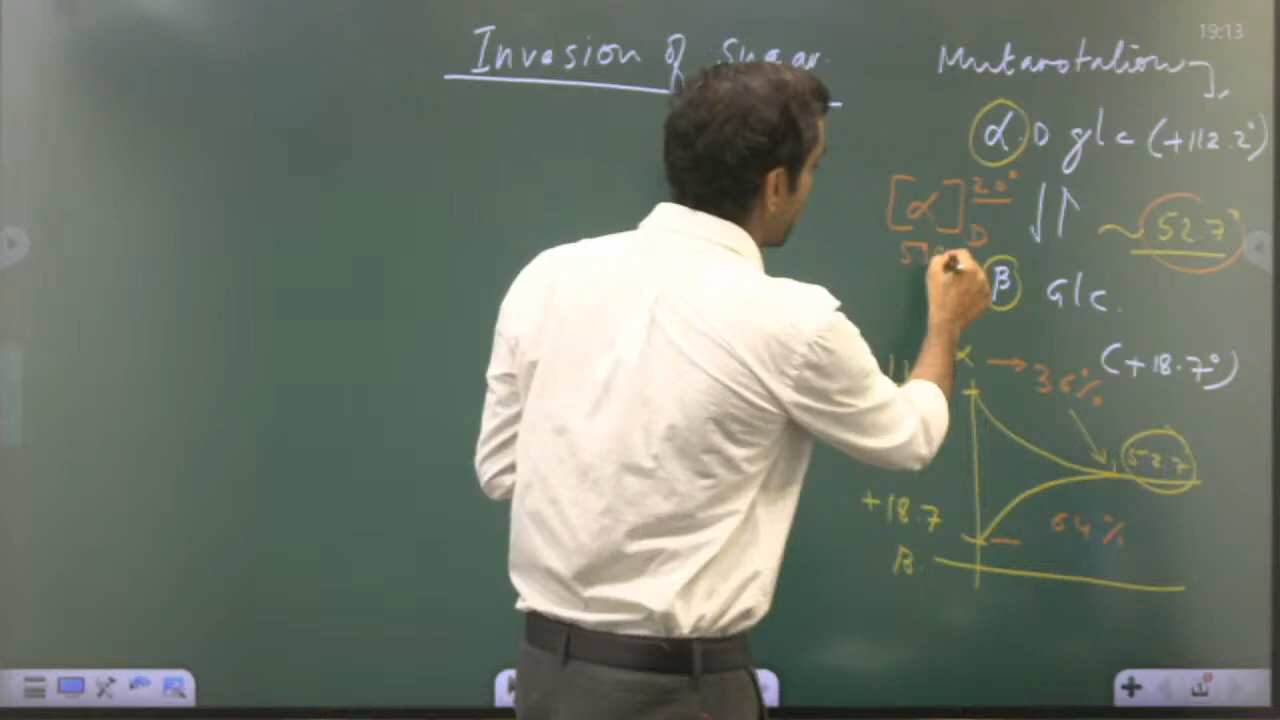 19:13
Invasion of Sugar
Mutarotation
α D glc (+112.2°)
[α] 20° D
52.7°
β Glc.
(+18.7°)
α → 36%
52.7
+18.7
64%
β